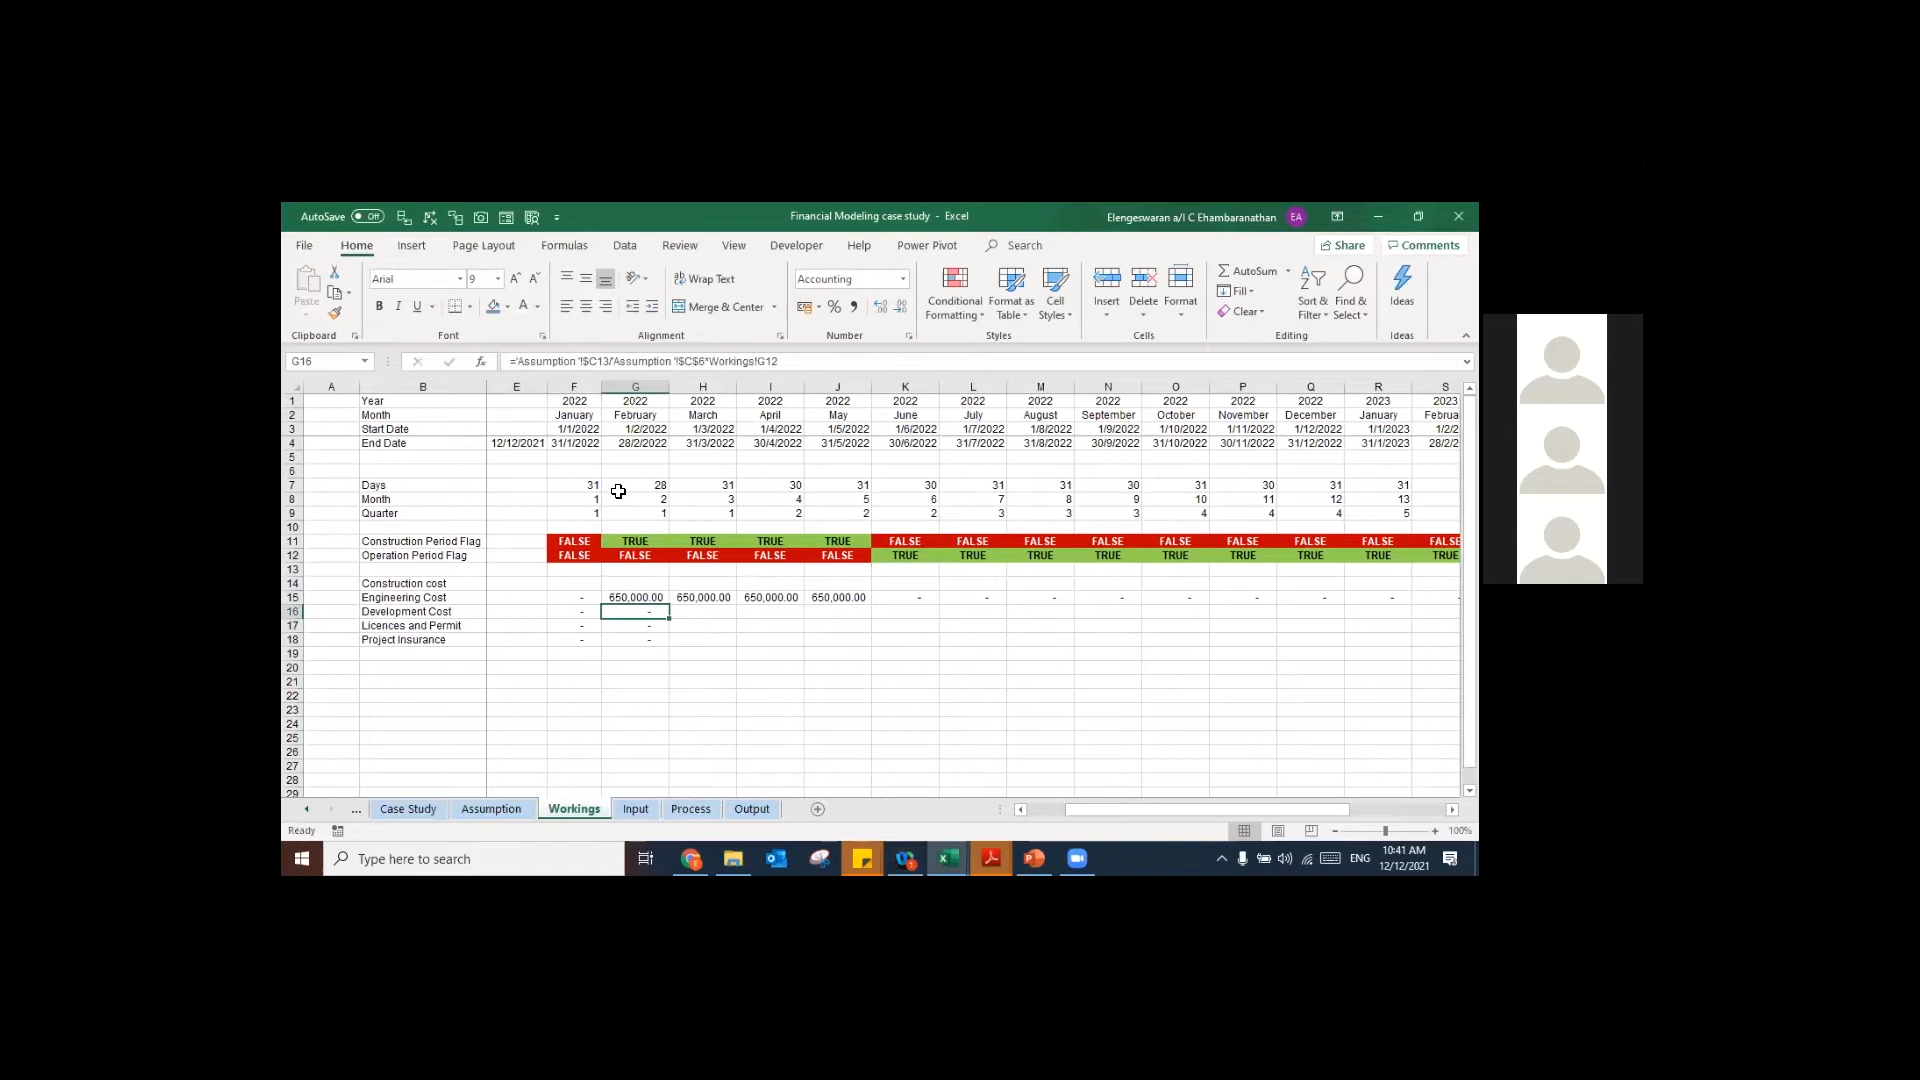 AutoSave Off Financial Modeling case study - Excel Elengeswaran a/l C Ehambaranathan EA
File Home Insert Page Layout Formulas Data Review View Developer Help Power Pivot Search Share Comments
Arial 9 Wrap Text Accounting AutoSum
Paste Fill
B I U A Merge & Center % Conditional Formatting Format as Table Cell Styles Insert Delete Format Clear Sort & Filter Find & Select Ideas
Clipboard Font Alignment Number Styles Cells Editing Ideas
G16 fx ='Assumption '!$C13/'Assumption '!$C$6*Workings!G12
A B E F G H I J K L M N O P Q R S
1 Year 2022 2022 2022 2022 2022 2022 2022 2022 2022 2022 2022 2022 2023 2023
2 Month January February March April May June July August September October November December January Februa
3 Start Date 1/1/2022 1/2/2022 1/3/2022 1/4/2022 1/5/2022 1/6/2022 1/7/2022 1/8/2022 1/9/2022 1/10/2022 1/11/2022 1/12/2022 1/1/2023 1/2/2
4 End Date 12/12/2021 31/1/2022 28/2/2022 31/3/2022 30/4/2022 31/5/2022 30/6/2022 31/7/2022 31/8/2022 30/9/2022 31/10/2022 30/11/2022 31/12/2022 31/1/2023 28/2/2
5
6
7 Days 31 28 31 30 31 30 31 31 30 31 30 31 31
8 Month 1 2 3 4 5 6 7 8 9 10 11 12 13
9 Quarter 1 1 1 2 2 2 3 3 3 4 4 4 5
10
11 Construction Period Flag FALSE TRUE TRUE TRUE TRUE FALSE FALSE FALSE FALSE FALSE FALSE FALSE FALSE FALSE
12 Operation Period Flag FALSE FALSE FALSE FALSE FALSE TRUE TRUE TRUE TRUE TRUE TRUE TRUE TRUE TRUE
13
14 Construction cost
15 Engineering Cost - 650,000.00 650,000.00 650,000.00 650,000.00 - - - - - - - - -
16 Development Cost - -
17 Licences and Permit - -
18 Project Insurance - -
19
20
21
22
23
24
25
26
27
28
29
... Case Study Assumption Workings Input Process Output
Ready 100%
Type here to search ENG 10:41 AM
12/12/2021